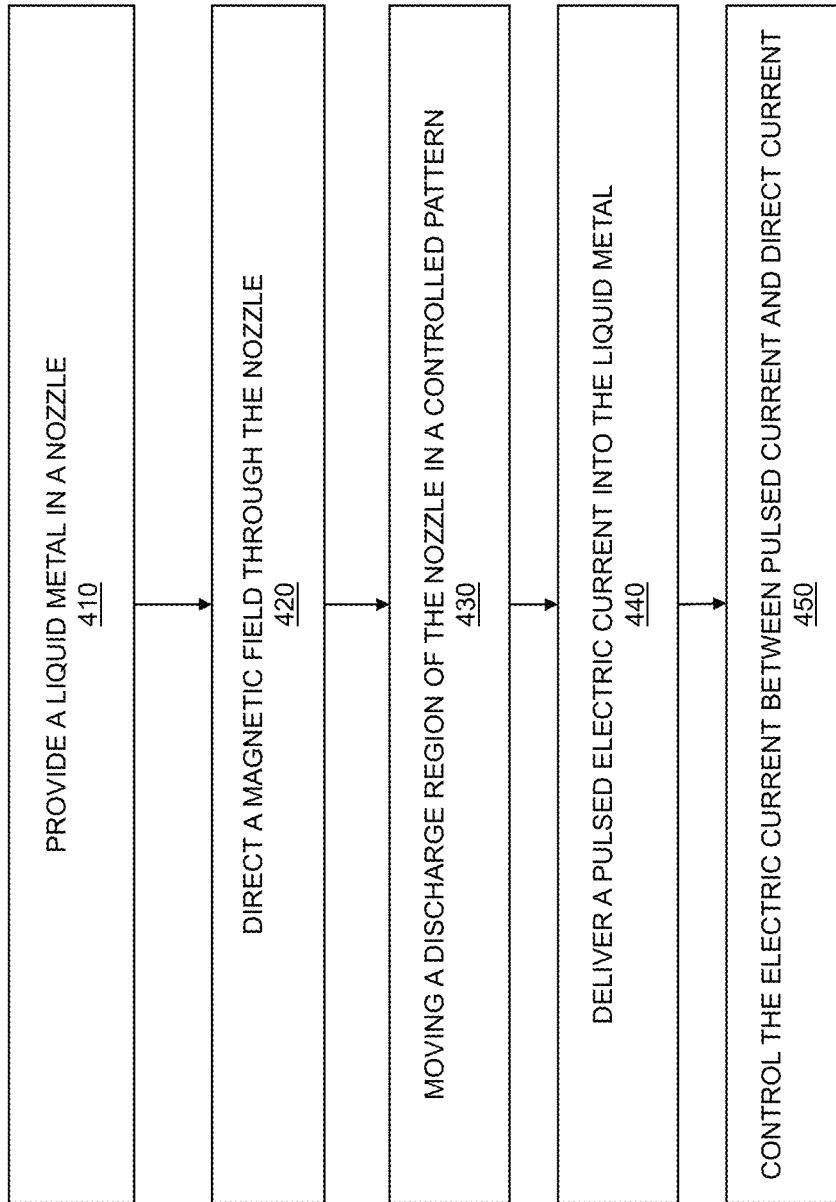 PROVIDE A LIQUID METAL IN A NOZZLE
410
DIRECT A MAGNETIC FIELD THROUGH THE NOZZLE
420
MOVING A DISCHARGE REGION OF THE NOZZLE IN A CONTROLLED PATTERN
430
DELIVER A PULSED ELECTRIC CURRENT INTO THE LIQUID METAL
440
CONTROL THE ELECTRIC CURRENT BETWEEN PULSED CURRENT AND DIRECT CURRENT
450